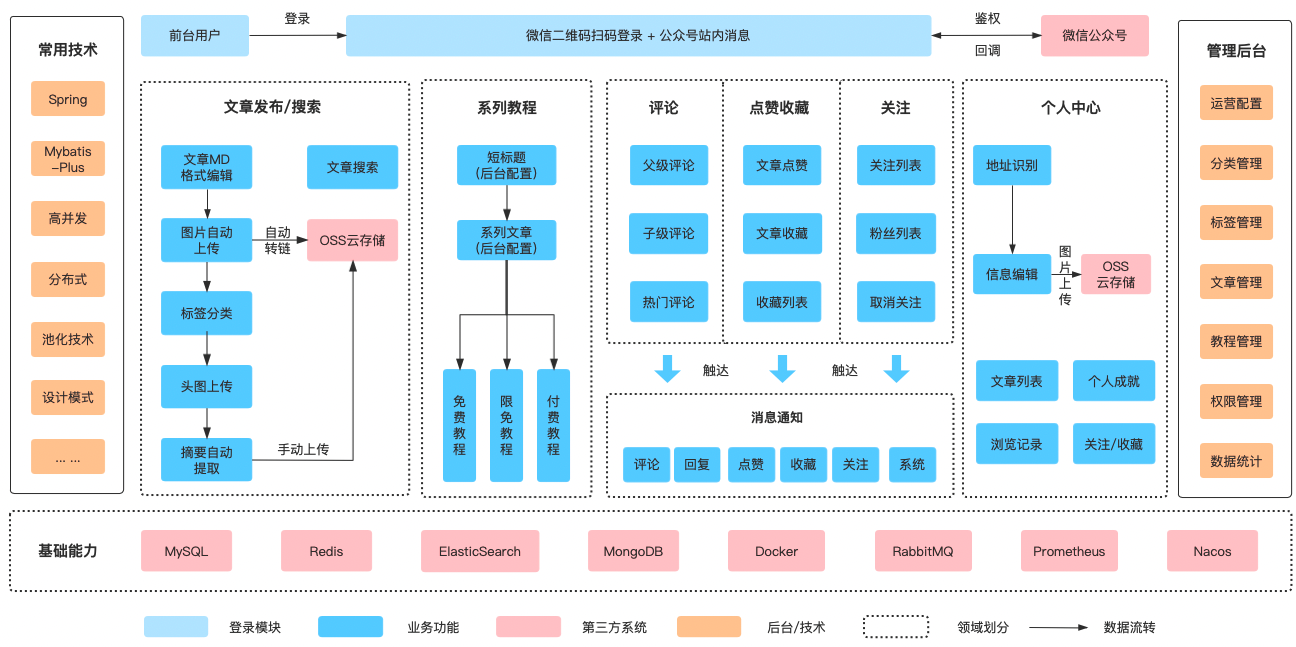 常用技术
Spring
Mybatis
-Plus
高并发
分布式
池化技术
设计模式
... ...
前台用户
登录
微信二维码扫码登录 + 公众号站内消息
鉴权
回调
微信公众号
文章发布/搜索
文章MD
格式编辑
文章搜索
图片自动
上传
自动
转链
OSS云存储
标签分类
头图上传
摘要自动
提取
手动上传
系列教程
短标题
（后台配置）
系列文章
（后台配置）
免费教程
限免教程
付费教程
评论
父级评论
子级评论
热门评论
点赞收藏
文章点赞
文章收藏
收藏列表
关注
关注列表
粉丝列表
取消关注
触达
触达
消息通知
评论
回复
点赞
收藏
关注
系统
个人中心
地址识别
信息编辑
图片上传
OSS
云存储
文章列表
个人成就
浏览记录
关注/收藏
管理后台
运营配置
分类管理
标签管理
文章管理
教程管理
权限管理
数据统计
基础能力
MySQL
Redis
ElasticSearch
MongoDB
Docker
RabbitMQ
Prometheus
Nacos
登录模块
业务功能
第三方系统
后台/技术
领域划分
数据流转